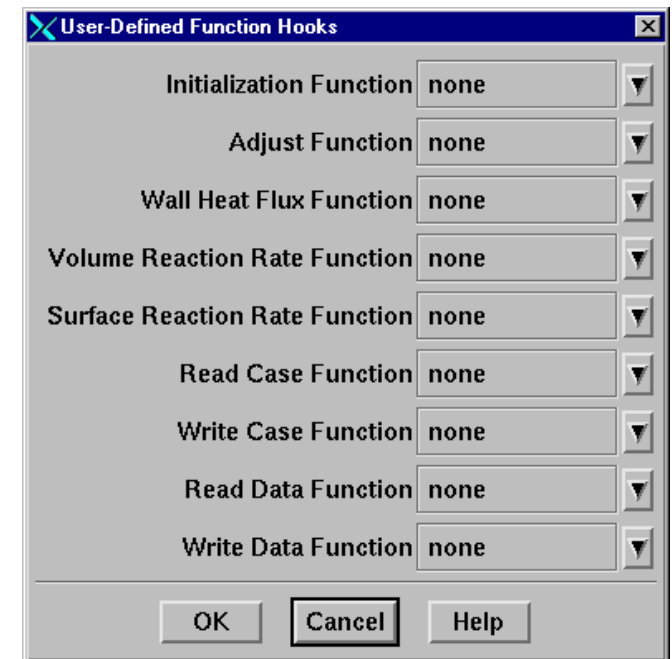 User-Defined Function Hooks
Initialization Function none
Adjust Function none
Wall Heat Flux Function none
Volume Reaction Rate Function none
Surface Reaction Rate Function none
Read Case Function none
Write Case Function none
Read Data Function none
Write Data Function none
OK Cancel Help